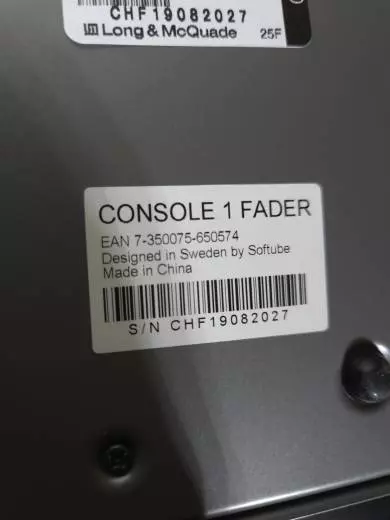 CHF19082027
Long & McQuade 25F
CONSOLE 1 FADER
EAN 7-350075-650574
Designed in Sweden by Softube
Made in China
S/N CHF19082027